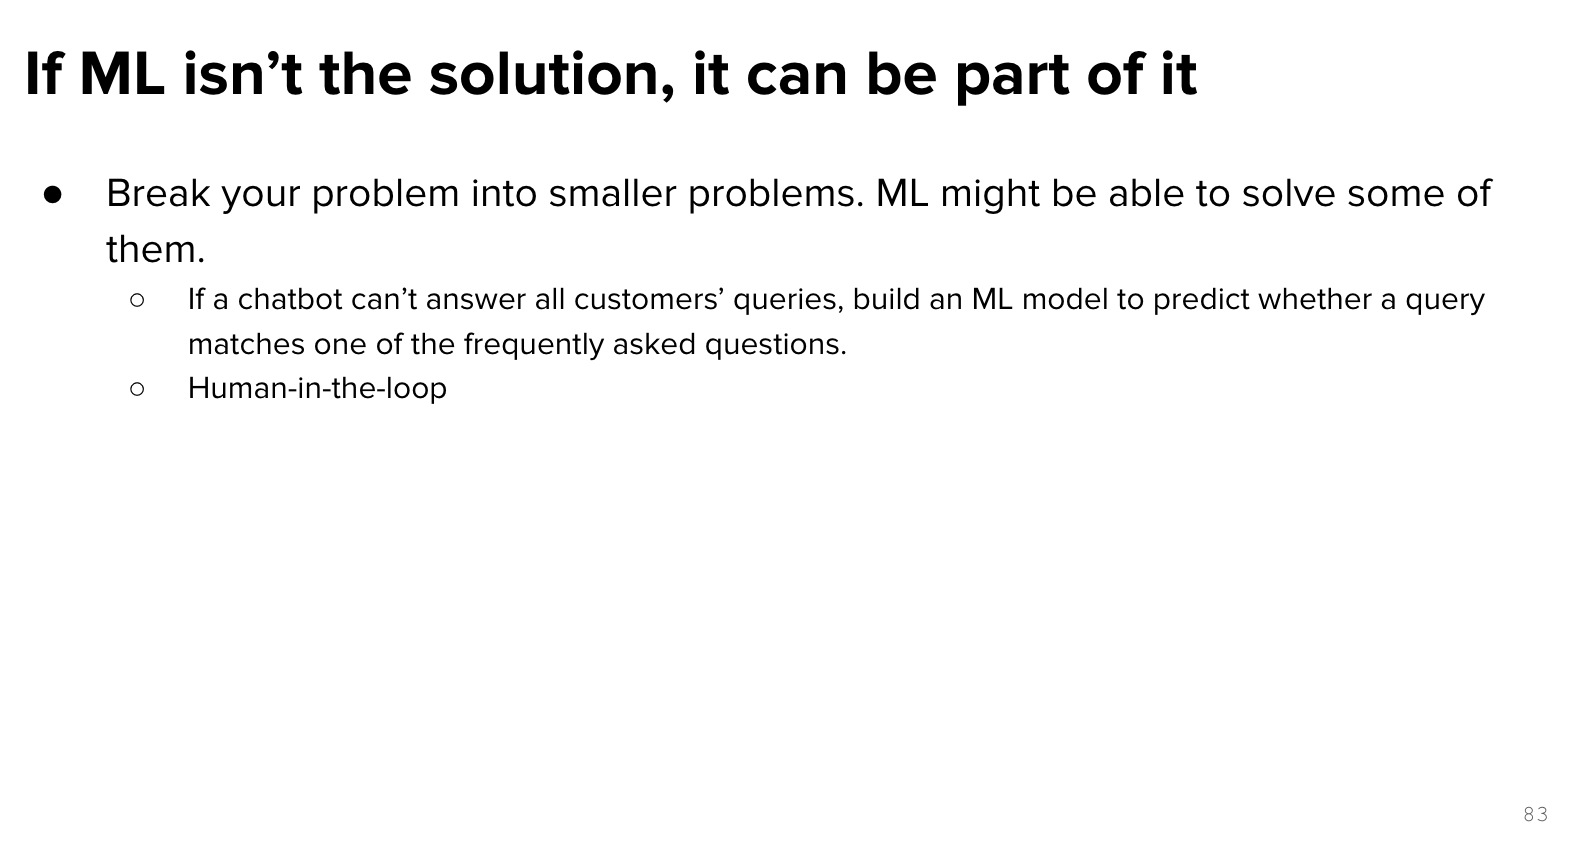 If ML isn’t the solution, it can be part of it
● Break your problem into smaller problems. ML might be able to solve some of
them.
○ If a chatbot can’t answer all customers’ queries, build an ML model to predict whether a query
matches one of the frequently asked questions.
○ Human-in-the-loop
83